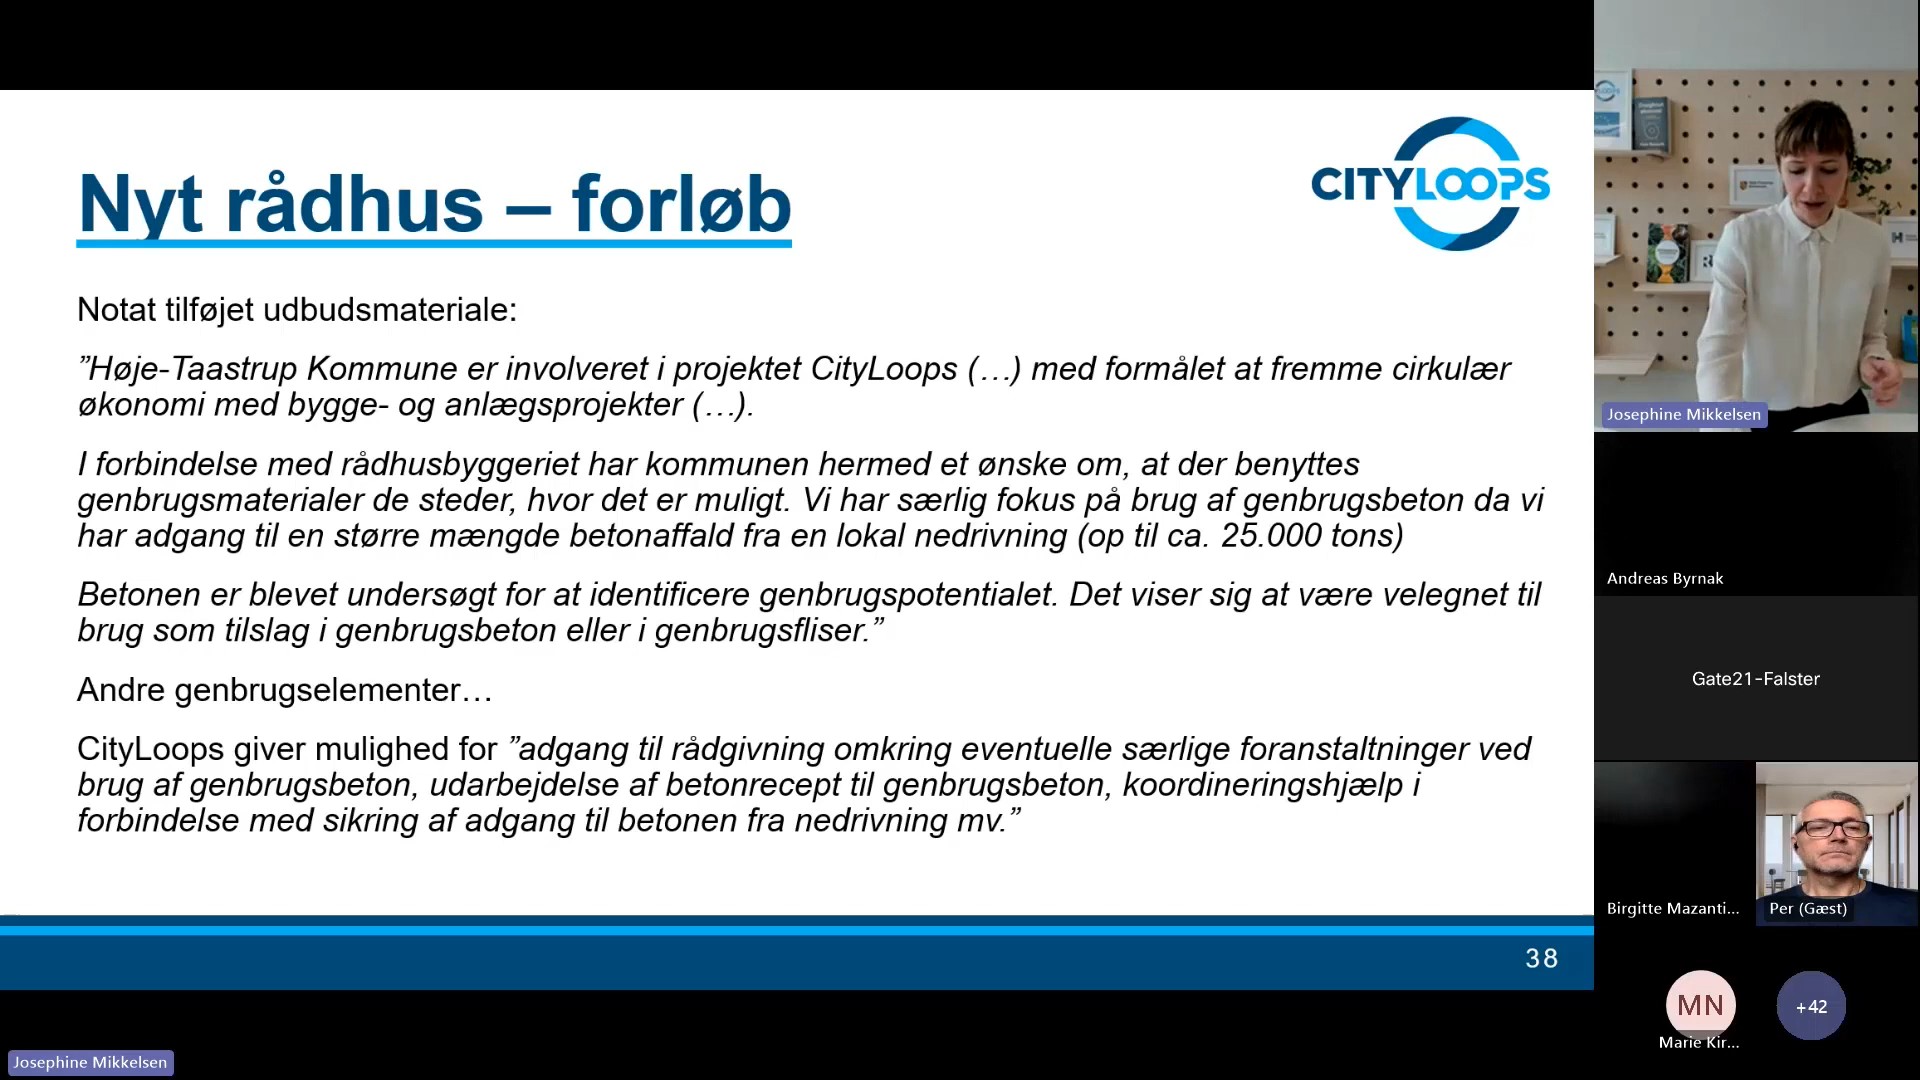 Nyt rådhus – forløb
CITYLOOPS
Notat tilføjet udbudsmateriale:
”Høje-Taastrup Kommune er involveret i projektet CityLoops (…) med formålet at fremme cirkulær
økonomi med bygge- og anlægsprojekter (…).
I forbindelse med rådhusbyggeriet har kommunen hermed et ønske om, at der benyttes
genbrugsmaterialer de steder, hvor det er muligt. Vi har særlig fokus på brug af genbrugsbeton da vi
har adgang til en større mængde betonaffald fra en lokal nedrivning (op til ca. 25.000 tons)
Betonen er blevet undersøgt for at identificere genbrugspotentialet. Det viser sig at være velegnet til
brug som tilslag i genbrugsbeton eller i genbrugsfliser.”
Andre genbrugselementer…
CityLoops giver mulighed for ”adgang til rådgivning omkring eventuelle særlige foranstaltninger ved
brug af genbrugsbeton, udarbejdelse af betonrecept til genbrugsbeton, koordineringshjælp i
forbindelse med sikring af adgang til betonen fra nedrivning mv.”
38
Josephine Mikkelsen
Josephine Mikkelsen
Andreas Byrnak
Gate21-Falster
Birgitte Mazanti...
Per (Gæst)
MN
+42
Marie Kir...